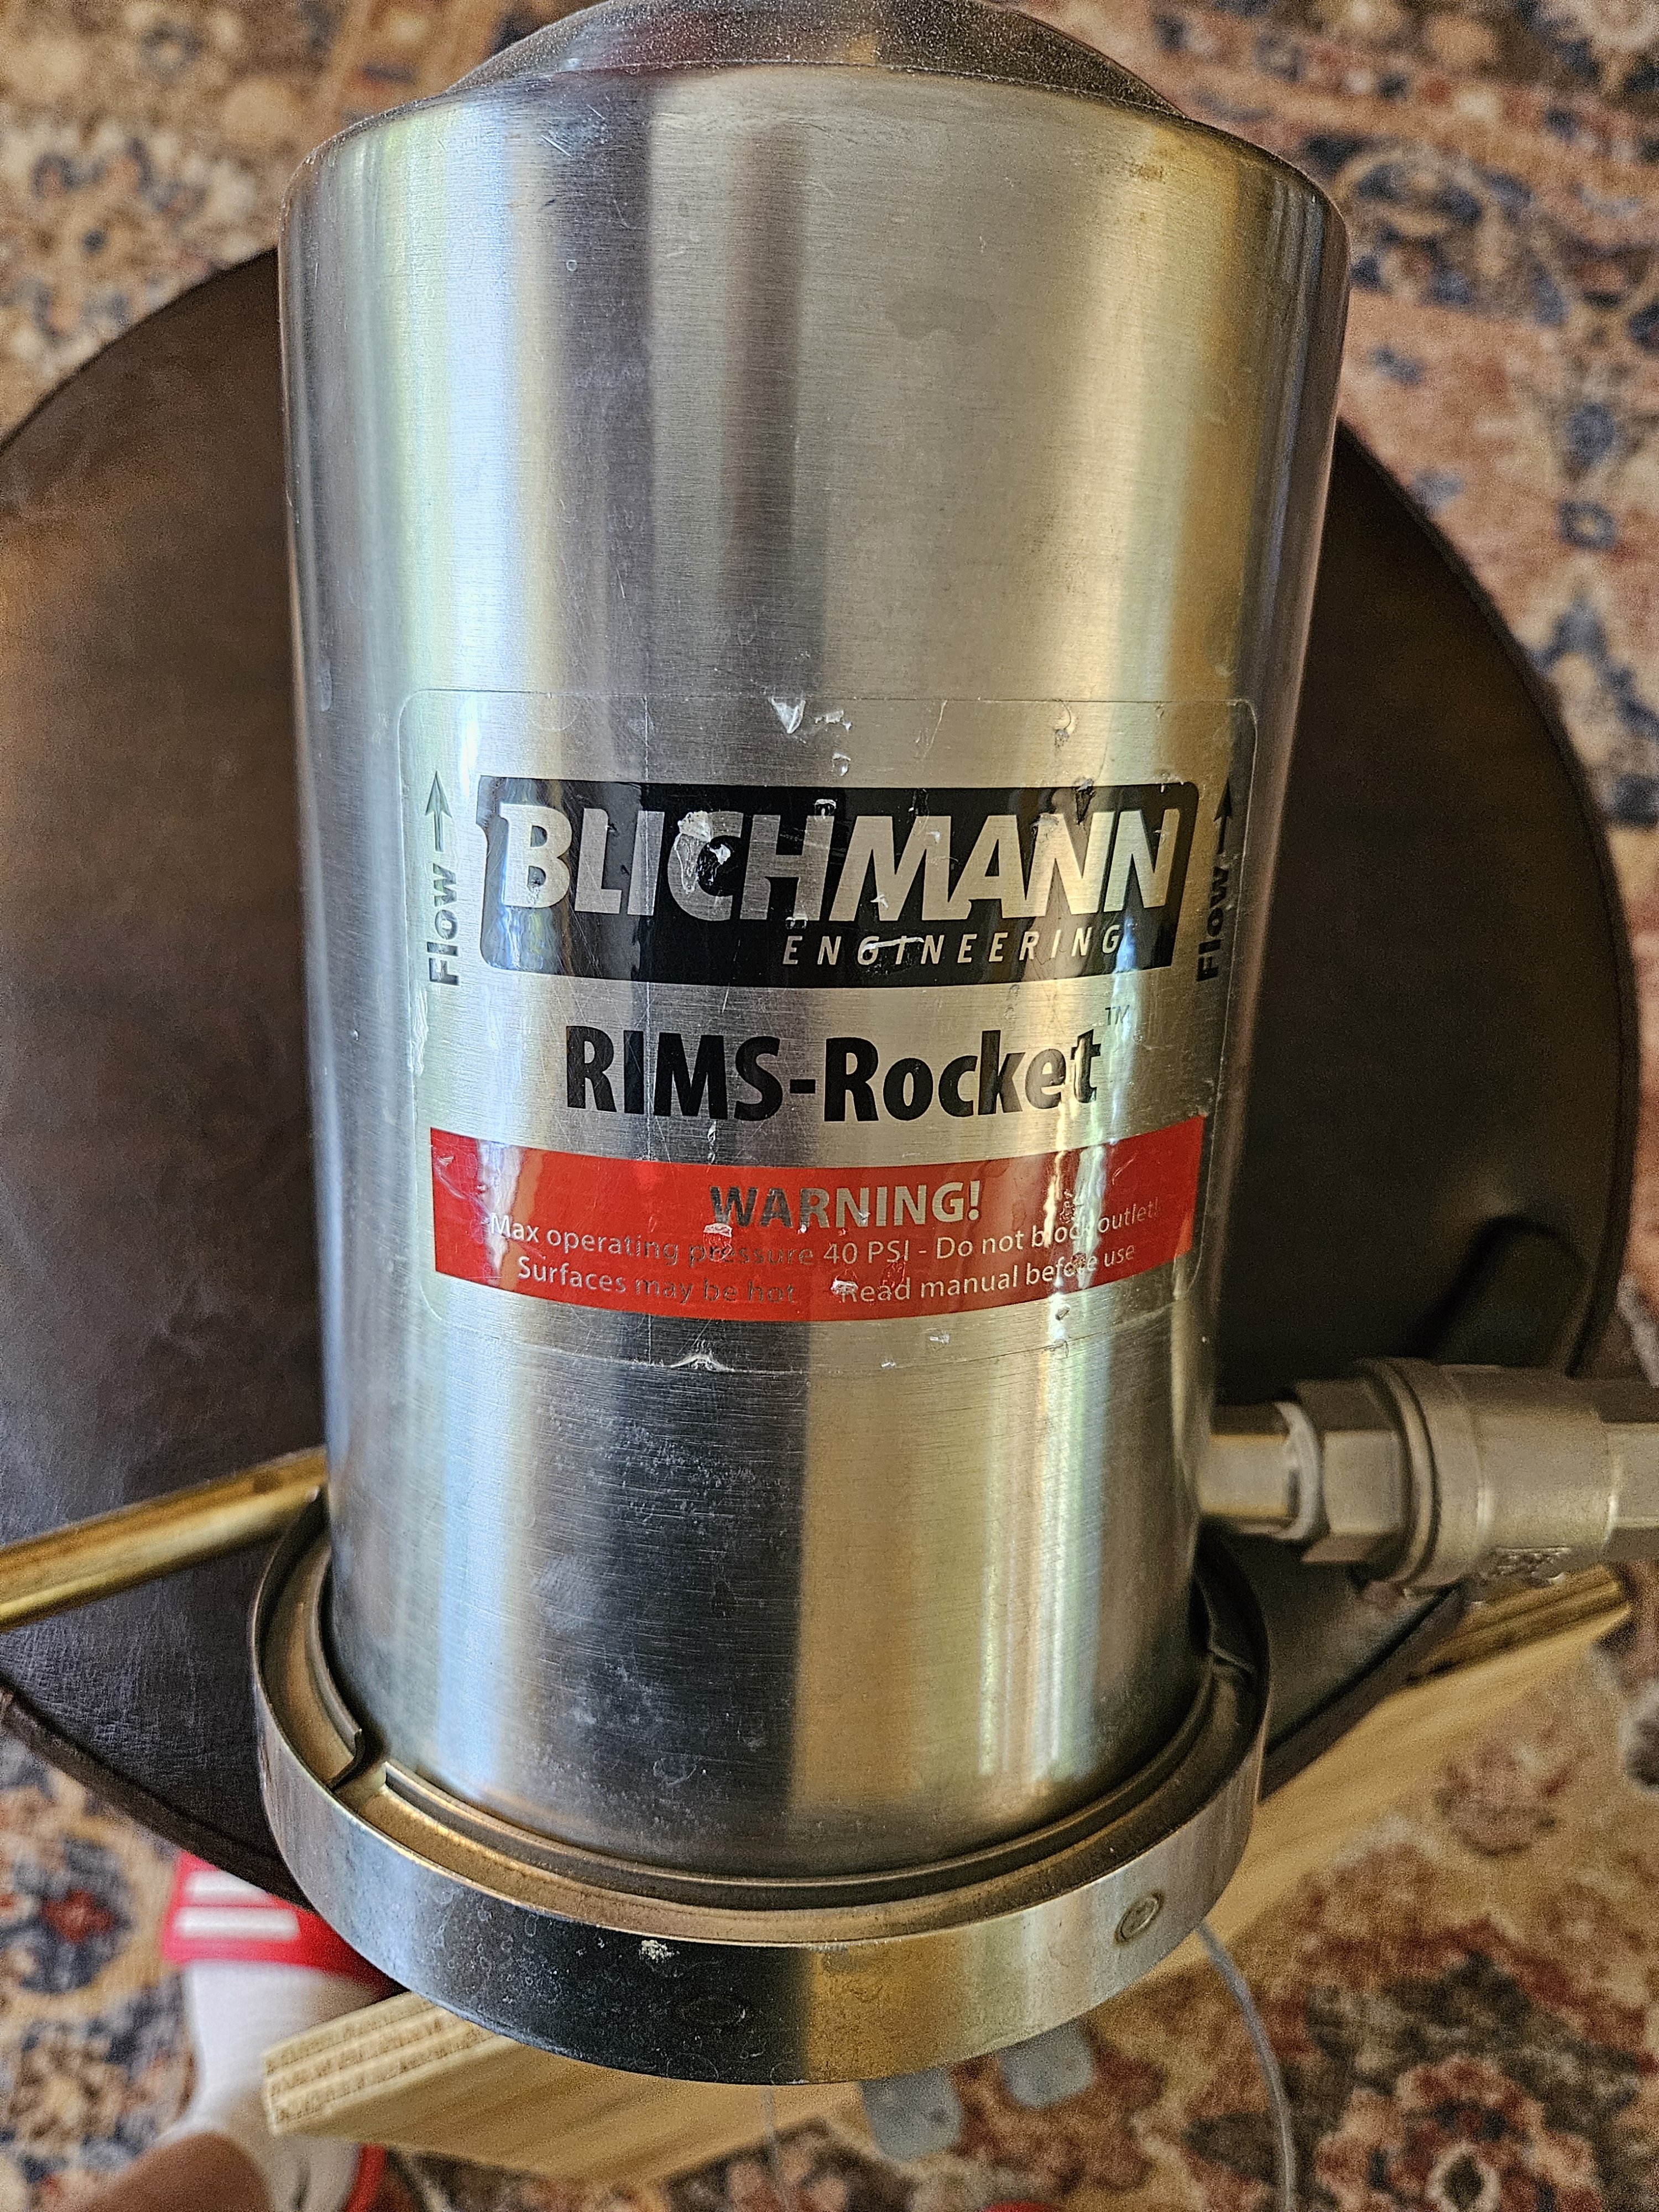 BLICHMANN
ENGINEERING
Flow
Flow
RIMS-Rocket™
WARNING!
Max operating pressure 40 PSI - Do not block outlet!
Surfaces may be hot Read manual before use